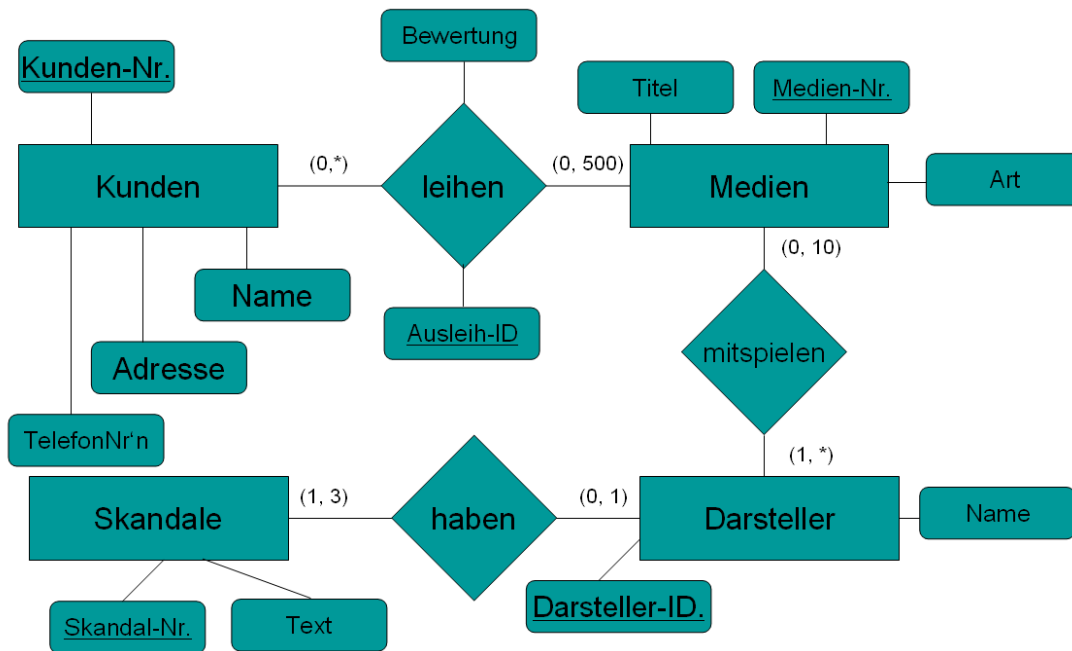 Bewertung
Kunden-Nr.
Titel
Medien-Nr.
(0,*)
(0, 500)
Kunden
leihen
Medien
Art
(0, 10)
Name
Ausleih-ID
mitspielen
Adresse
TelefonNr‘n
(1, 3)
(0, 1)
(1, *)
Skandale
haben
Darsteller
Name
Skandal-Nr.
Text
Darsteller-ID.